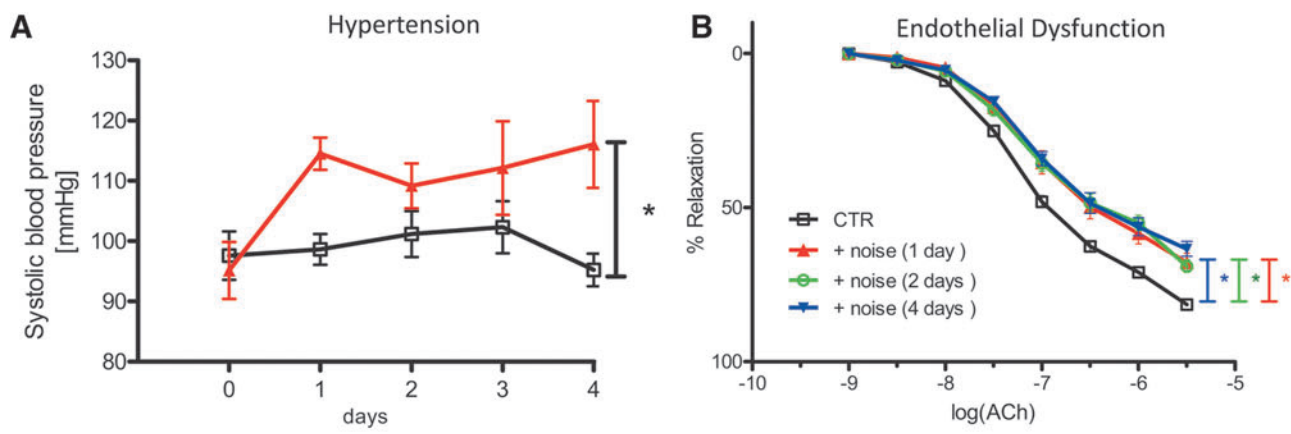 A
Hypertension
130
120
110
100
90
80
Systolic blood pressure
[mmHg]
0 1 2 3 4
days
*
B
Endothelial Dysfunction
0
50
100
% Relaxation
CTR
+ noise (1 day )
+ noise (2 days )
+ noise (4 days )
* * *
-10 -9 -8 -7 -6 -5
log(ACh)